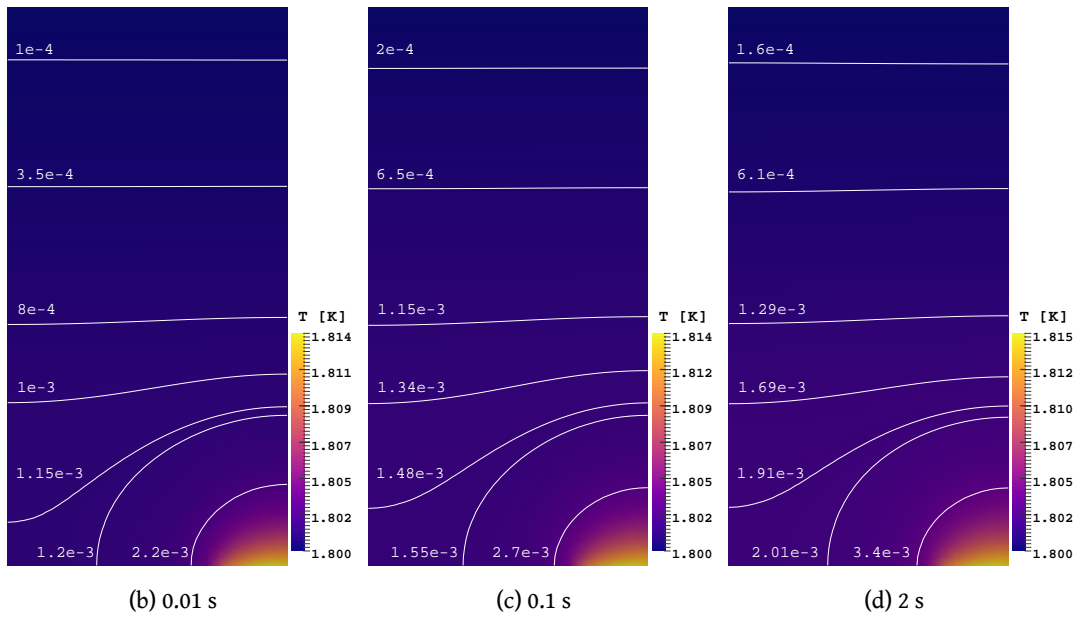 1e-4
3.5e-4
8e-4
1e-3
1.15e-3
1.2e-3 2.2e-3
T [K]
1.814
1.811
1.809
1.807
1.805
1.802
1.800
(b) 0.01 s
2e-4
6.5e-4
1.15e-3
1.34e-3
1.48e-3
1.55e-3 2.7e-3
T [K]
1.814
1.812
1.809
1.807
1.805
1.802
1.800
(c) 0.1 s
1.6e-4
6.1e-4
1.29e-3
1.69e-3
1.91e-3
2.01e-3 3.4e-3
T [K]
1.815
1.812
1.810
1.807
1.805
1.802
1.800
(d) 2 s